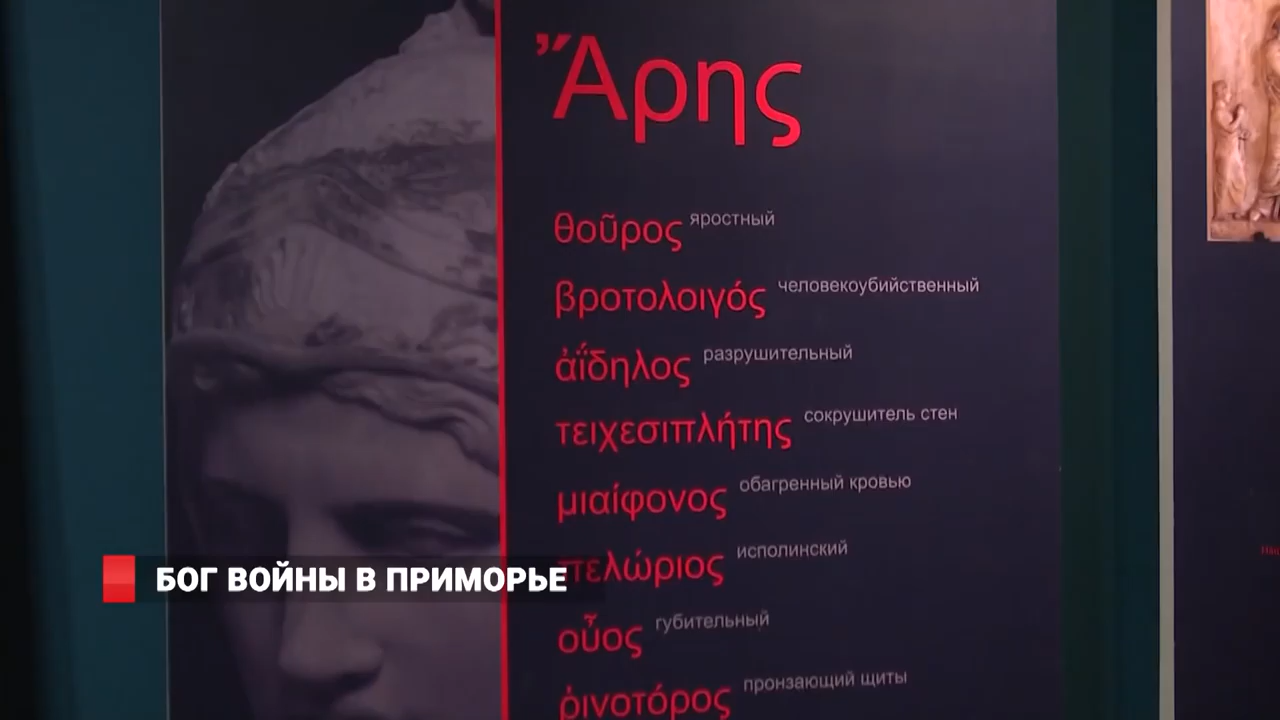 Ἄρης
θοῦρος яростный
βροτολοιγός человекоубийственный
ἀΐδηλος разрушительный
τειχεσιπλήτης сокрушитель стен
μιαίφονος обагренный кровью
πελώριος исполинский
БОГ ВОЙНЫ В ПРИМОРЬЕ
οὖος губительный
ῥινοτόρος пронзающий щиты